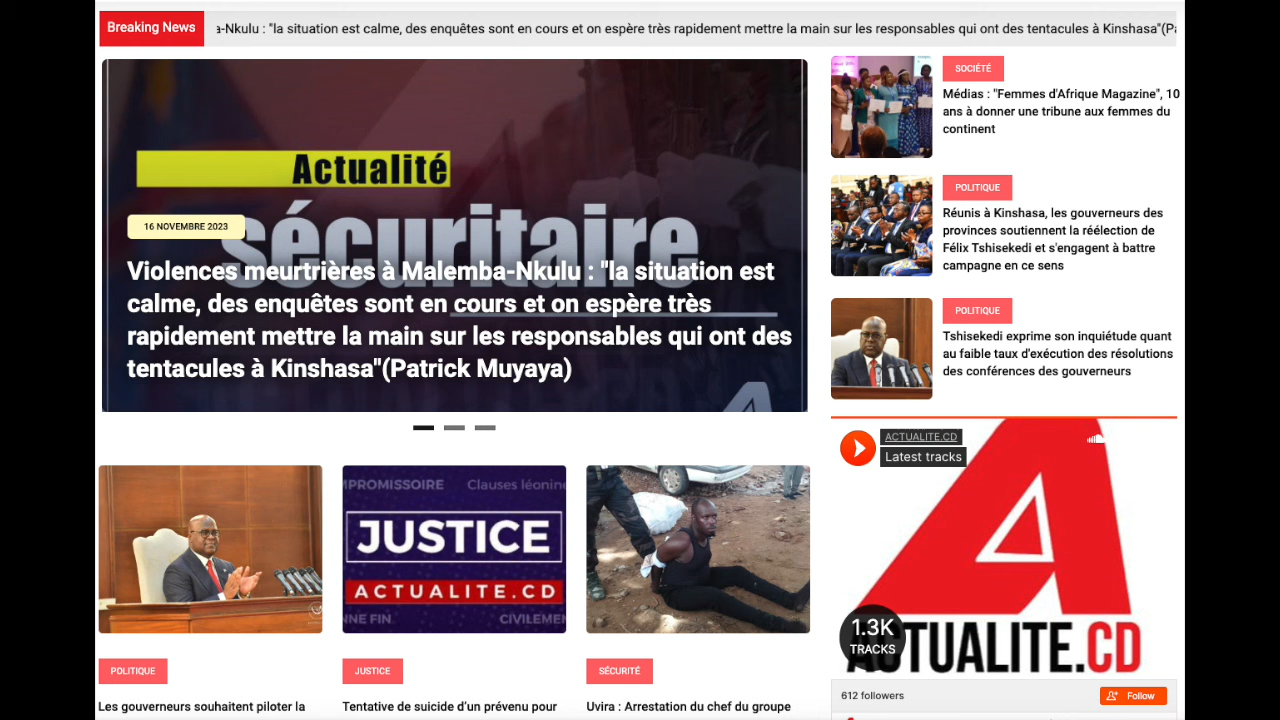 Breaking News
a-Nkulu : "la situation est calme, des enquêtes sont en cours et on espère très rapidement mettre la main sur les responsables qui ont des tentacules à Kinshasa"(Pa
Actualité
sécuritaire
16 NOVEMBRE 2023
Violences meurtrières à Malemba-Nkulu : "la situation est
calme, des enquêtes sont en cours et on espère très
rapidement mettre la main sur les responsables qui ont des
tentacules à Kinshasa"(Patrick Muyaya)
SOCIÉTÉ
Médias : "Femmes d'Afrique Magazine", 10
ans à donner une tribune aux femmes du
continent
POLITIQUE
Réunis à Kinshasa, les gouverneurs des
provinces soutiennent la réélection de
Félix Tshisekedi et s'engagent à battre
campagne en ce sens
POLITIQUE
Tshisekedi exprime son inquiétude quant
au faible taux d'exécution des résolutions
des conférences des gouverneurs
ACTUALITE.CD
Latest tracks
1.3K
TRACKS
ACTUALITE.CD
612 followers
Follow
MPROMISSOIRE
Clauses léonine
JUSTICE
ACTUALITE.CD
NNE FIN
CIVILEMEN
POLITIQUE
Les gouverneurs souhaitent piloter la
JUSTICE
Tentative de suicide d’un prévenu pour
SÉCURITÉ
Uvira : Arrestation du chef du groupe